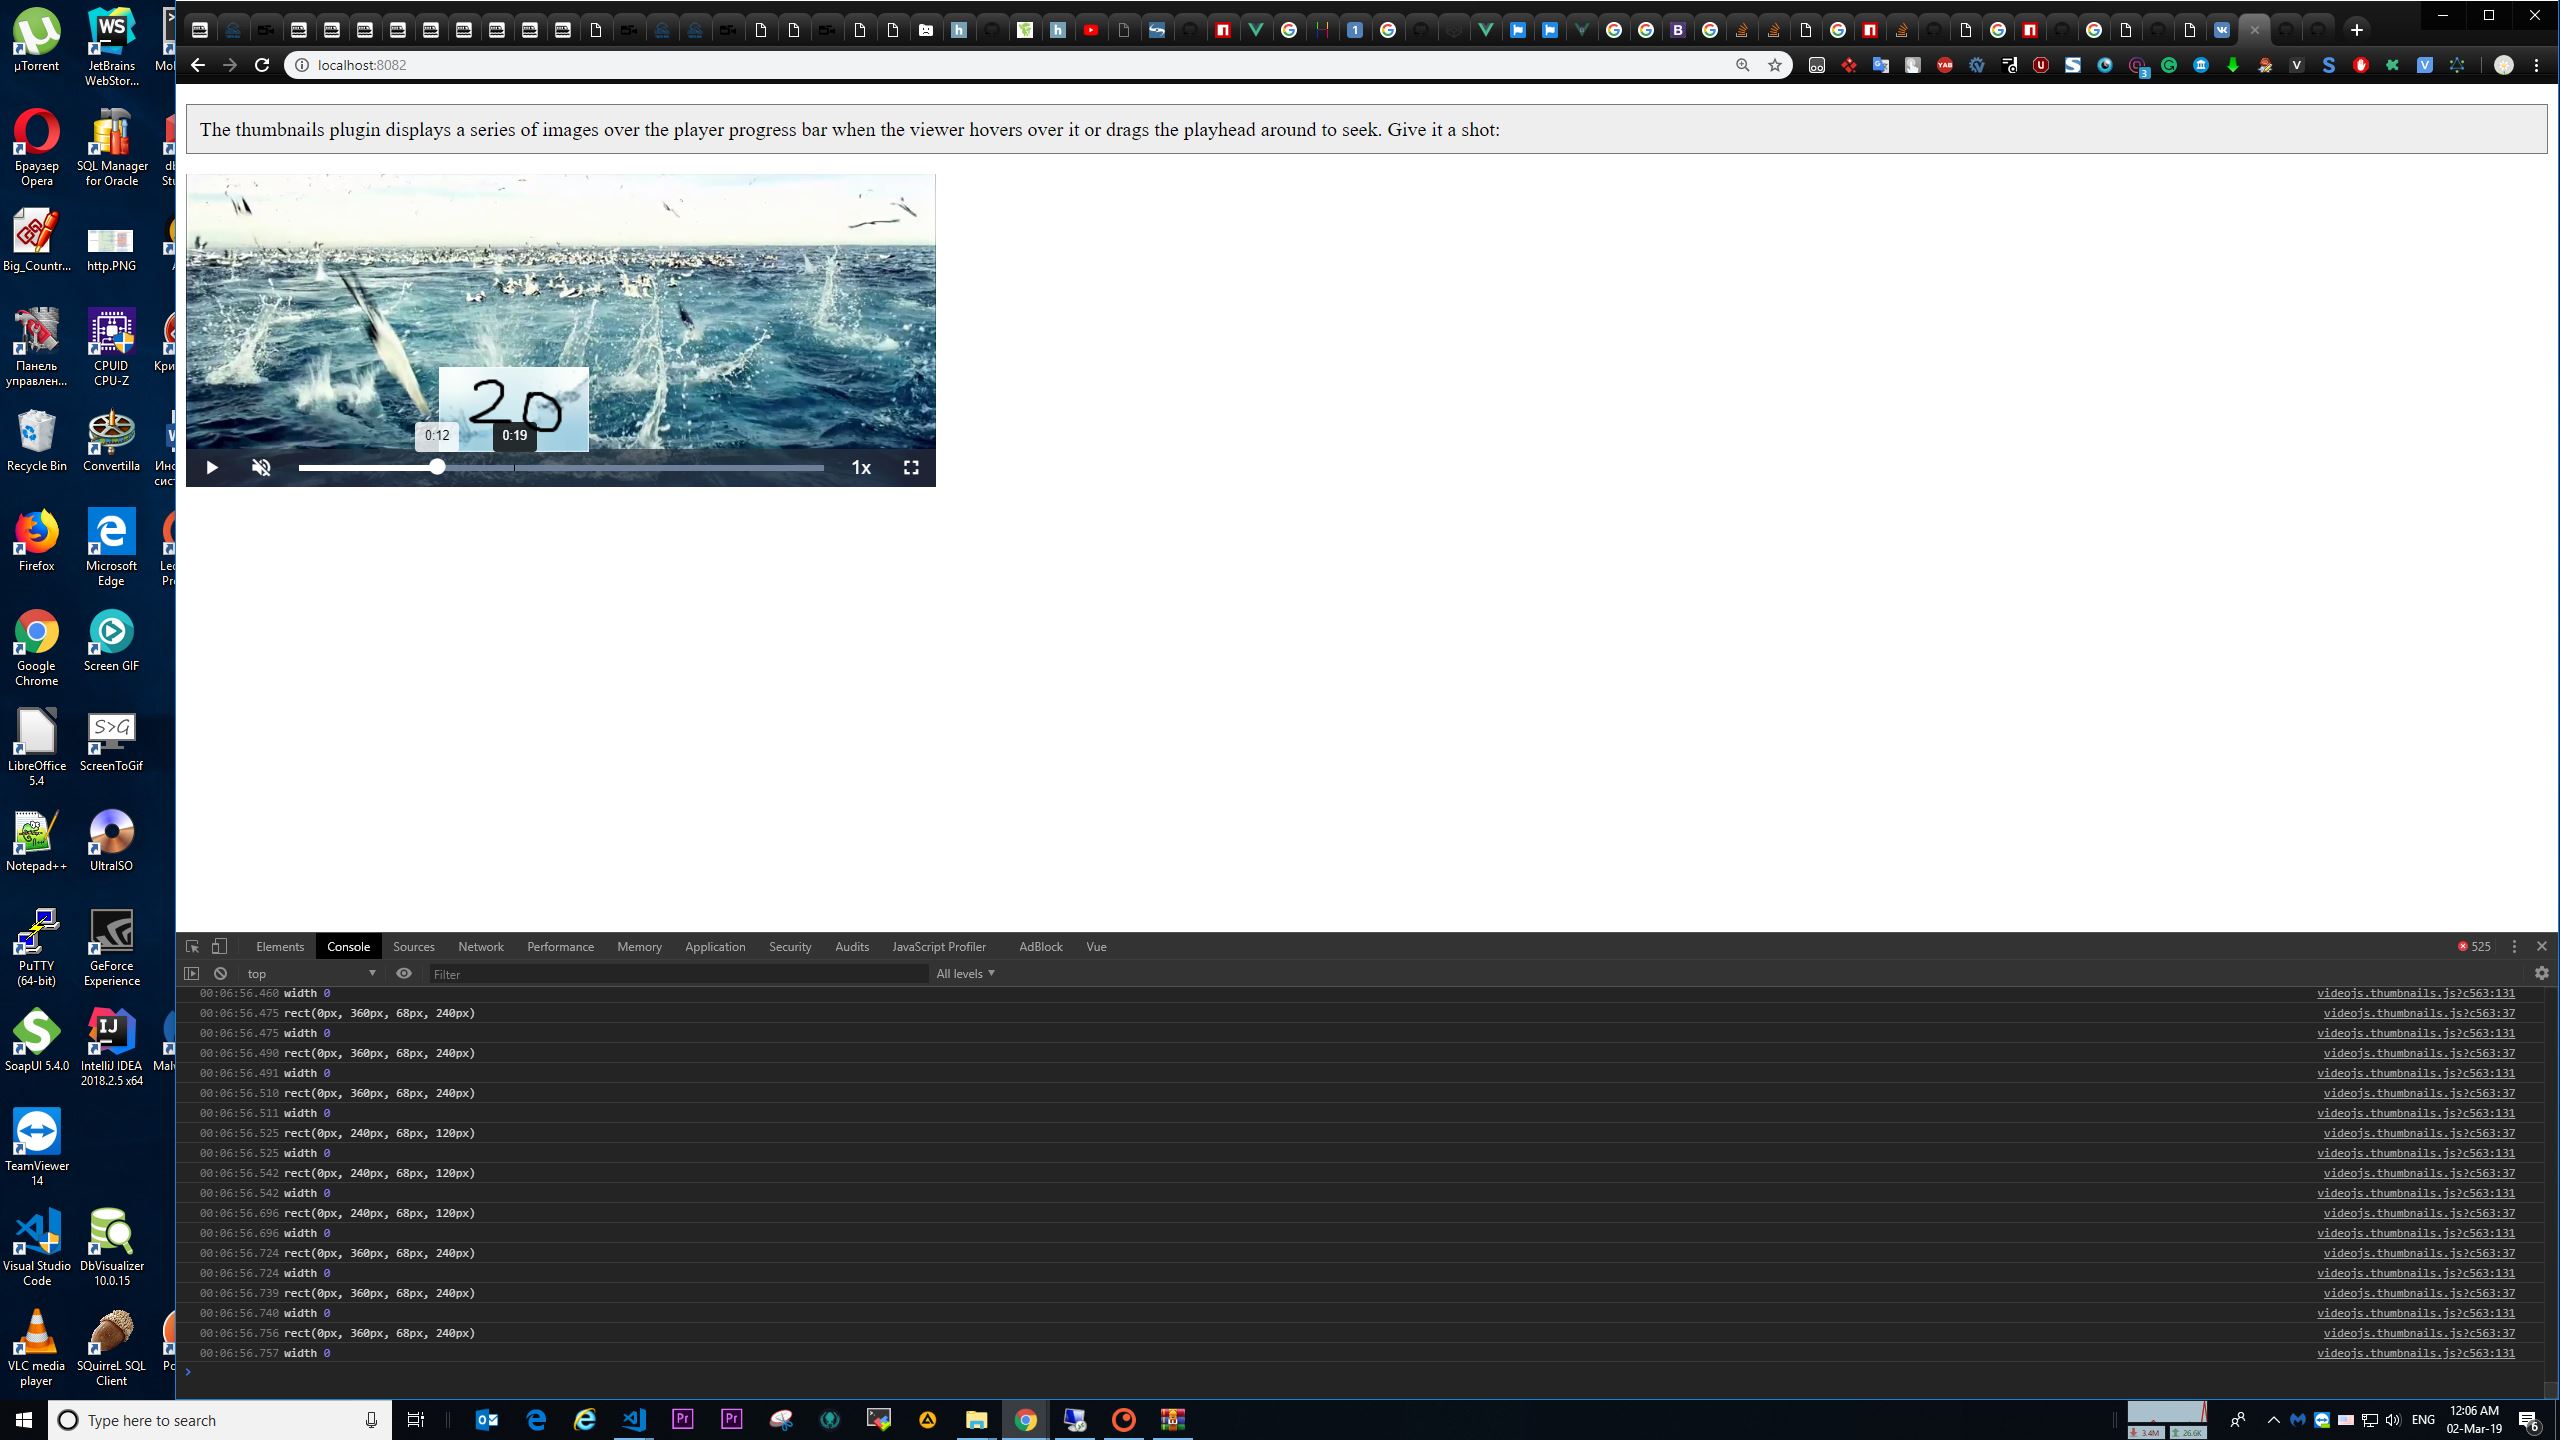 localhost:8082
The thumbnails plugin displays a series of images over the player progress bar when the viewer hovers over it or drags the playhead around to seek. Give it a shot:
20
0:12
0:19
1x
µTorrent
JetBrains
WebStor...
Браузер
Opera
SQL Manager
for Oracle
Big_Countr...
http.PNG
Панель
управлен...
CPUID
CPU-Z
Recycle Bin
Convertilla
Firefox
Microsoft
Edge
Google
Chrome
Screen GIF
LibreOffice
5.4
S>G
ScreenToGif
Notepad++
UltraISO
PuTTY
(64-bit)
GeForce
Experience
SoapUI 5.4.0
IntelliJ IDEA
2018.2.5 x64
TeamViewer
14
Visual Studio
Code
DbVisualizer
10.0.15
VLC media
player
SQuirreL SQL
Client
Elements Console Sources Network Performance Memory Application Security Audits JavaScript Profiler AdBlock Vue 525
top Filter All levels
00:06:56.460 width 0 videojs.thumbnails.js?c563:131
00:06:56.475 rect(0px, 360px, 68px, 240px) videojs.thumbnails.js?c563:37
00:06:56.475 width 0 videojs.thumbnails.js?c563:131
00:06:56.490 rect(0px, 360px, 68px, 240px) videojs.thumbnails.js?c563:37
00:06:56.491 width 0 videojs.thumbnails.js?c563:131
00:06:56.510 rect(0px, 360px, 68px, 240px) videojs.thumbnails.js?c563:37
00:06:56.511 width 0 videojs.thumbnails.js?c563:131
00:06:56.525 rect(0px, 240px, 68px, 120px) videojs.thumbnails.js?c563:37
00:06:56.525 width 0 videojs.thumbnails.js?c563:131
00:06:56.542 rect(0px, 240px, 68px, 120px) videojs.thumbnails.js?c563:37
00:06:56.542 width 0 videojs.thumbnails.js?c563:131
00:06:56.696 rect(0px, 240px, 68px, 120px) videojs.thumbnails.js?c563:37
00:06:56.696 width 0 videojs.thumbnails.js?c563:131
00:06:56.724 rect(0px, 360px, 68px, 240px) videojs.thumbnails.js?c563:37
00:06:56.724 width 0 videojs.thumbnails.js?c563:131
00:06:56.739 rect(0px, 360px, 68px, 240px) videojs.thumbnails.js?c563:37
00:06:56.740 width 0 videojs.thumbnails.js?c563:131
00:06:56.756 rect(0px, 360px, 68px, 240px) videojs.thumbnails.js?c563:37
00:06:56.757 width 0 videojs.thumbnails.js?c563:131
Type here to search
3.4M 26.6K
ENG
12:06 AM
02-Mar-19
6